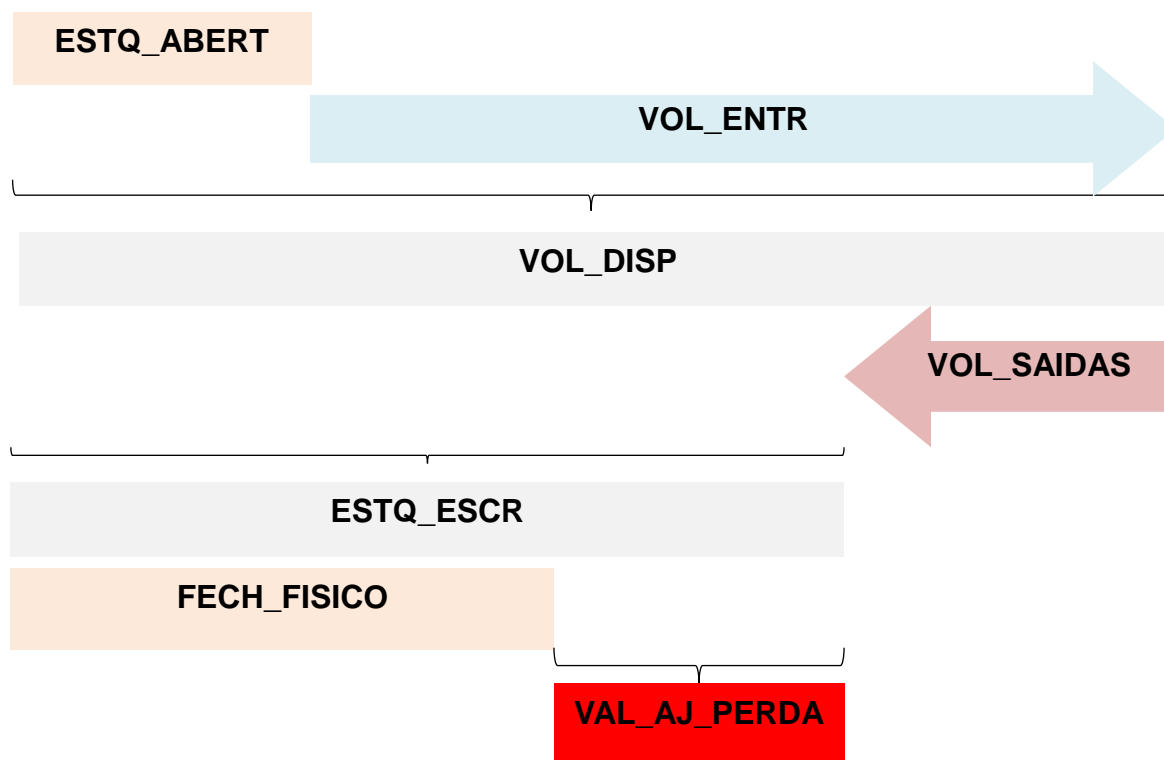 ESTQ_ABERT
VOL_ENTR
VOL_DISP
VOL_SAIDAS
ESTQ_ESCR
FECH_FISICO
VAL_AJ_PERDA